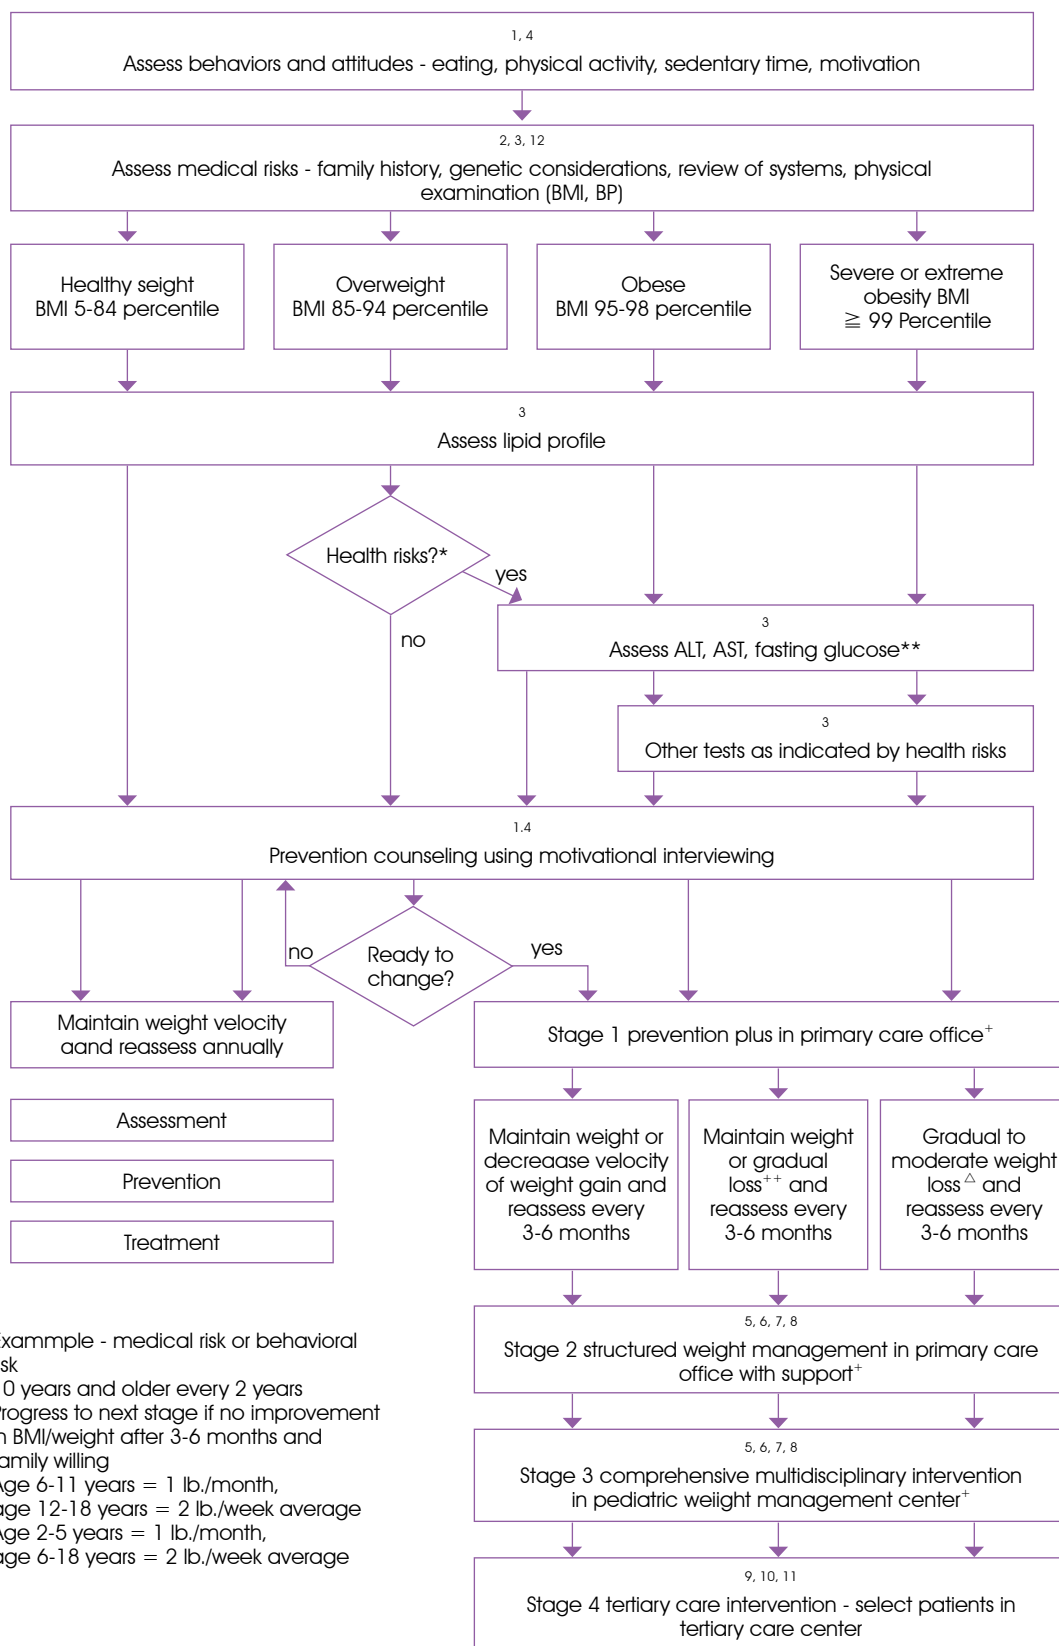 1, 4
Assess behaviors and attitudes - eating, physical activity, sedentary time, motivation
2, 3, 12
Assess medical risks - family history, genetic considerations, review of systems, physical
examination (BMI, BP)
Healthy seight
BMI 5-84 percentile
Overweight
BMI 85-94 percentile
Obese
BMI 95-98 percentile
Severe or extreme
obesity BMI
≧ 99 Percentile
3
Assess lipid profile
Health risks?*
yes
no
3
Assess ALT, AST, fasting glucose**
3
Other tests as indicated by health risks
1.4
Prevention counseling using motivational interviewing
no
Ready to
change?
yes
Maintain weight velocity
aand reassess annually
Stage 1 prevention plus in primary care office+
Assessment
Prevention
Treatment
Maintain weight or
decreaase velocity
of weight gain and
reassess every
3-6 months
Maintain weight
or gradual
loss++ and
reassess every
3-6 months
Gradual to
moderate weight
loss△ and
reassess every
3-6 months
5, 6, 7, 8
Stage 2 structured weight management in primary care
office with support+
5, 6, 7, 8
Stage 3 comprehensive multidisciplinary intervention
in pediatric weiight management center+
9, 10, 11
Stage 4 tertiary care intervention - select patients in
tertiary care center
Exammple - medical risk or behavioral
sk
0 years and older every 2 years
Progress to next stage if no improvement
n BMI/weight after 3-6 months and
family willing
Age 6-11 years = 1 lb./month,
age 12-18 years = 2 lb./week average
Age 2-5 years = 1 lb./month,
age 6-18 years = 2 lb./week average